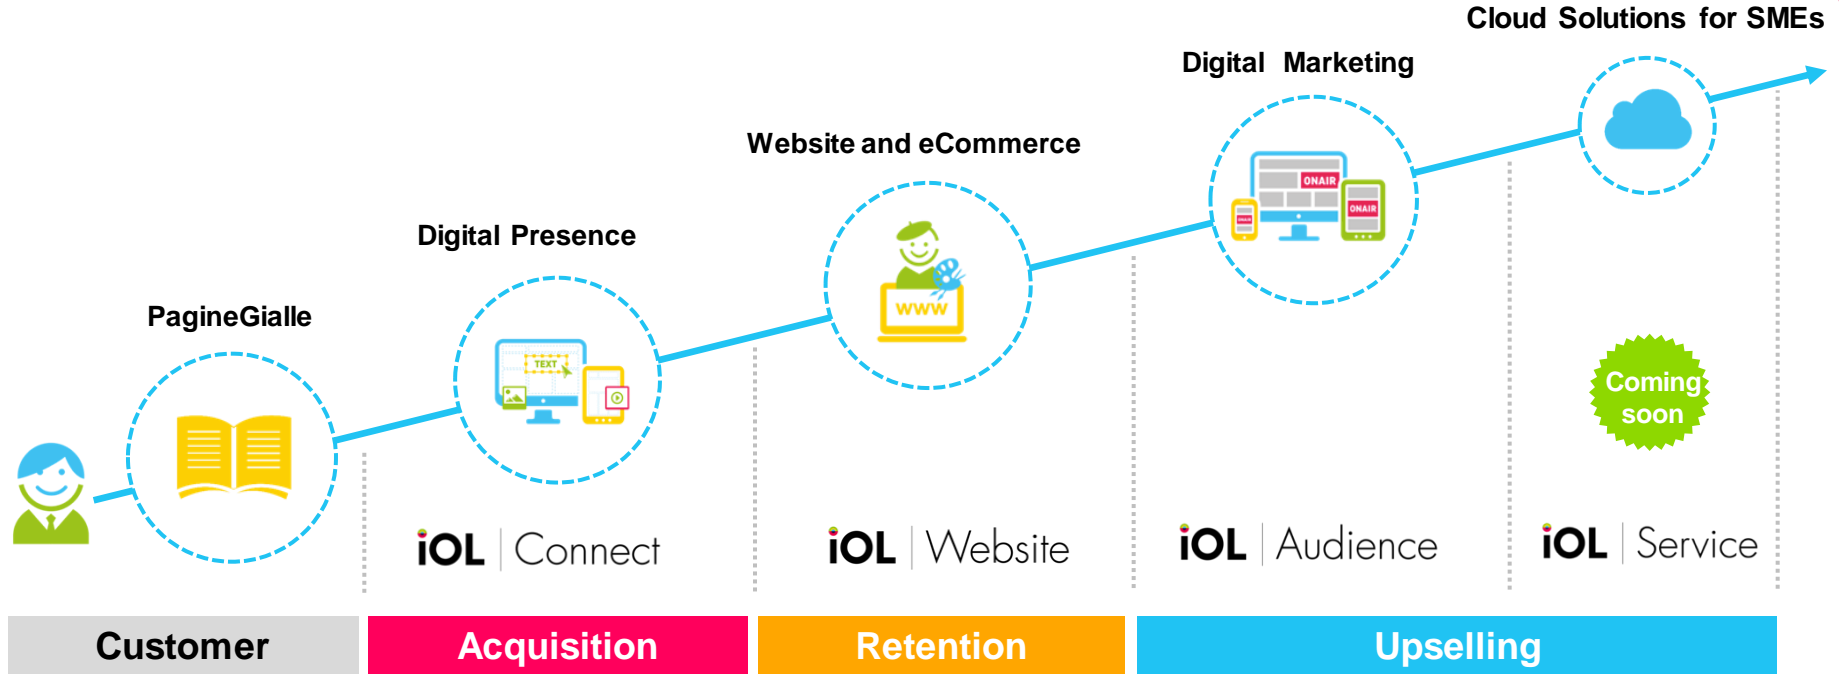 Cloud Solutions for SMEs
Digital Marketing
Website and eCommerce
Digital Presence
PagineGialle
ONAIR
ONAIR
ONAIR
TEXT
WWW
Coming
soon
iOL | Connect
iOL | Website
iOL | Audience
iOL | Service
Customer
Acquisition
Retention
Upselling